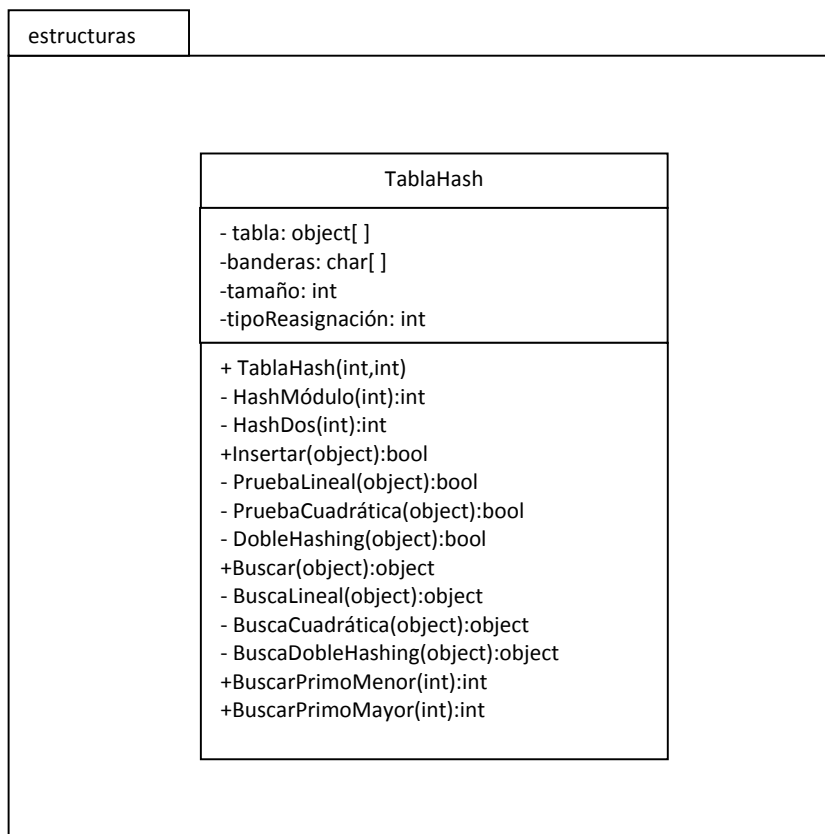 estructuras
TablaHash
- tabla: object[ ]
-banderas: char[ ]
-tamaño: int
-tipoReasignación: int
+ TablaHash(int,int)
- HashMódulo(int):int
- HashDos(int):int
+Insertar(object):bool
- PruebaLineal(object):bool
- PruebaCuadrática(object):bool
- DobleHashing(object):bool
+Buscar(object):object
- BuscaLineal(object):object
- BuscaCuadrática(object):object
- BuscaDobleHashing(object):object
+BuscarPrimoMenor(int):int
+BuscarPrimoMayor(int):int